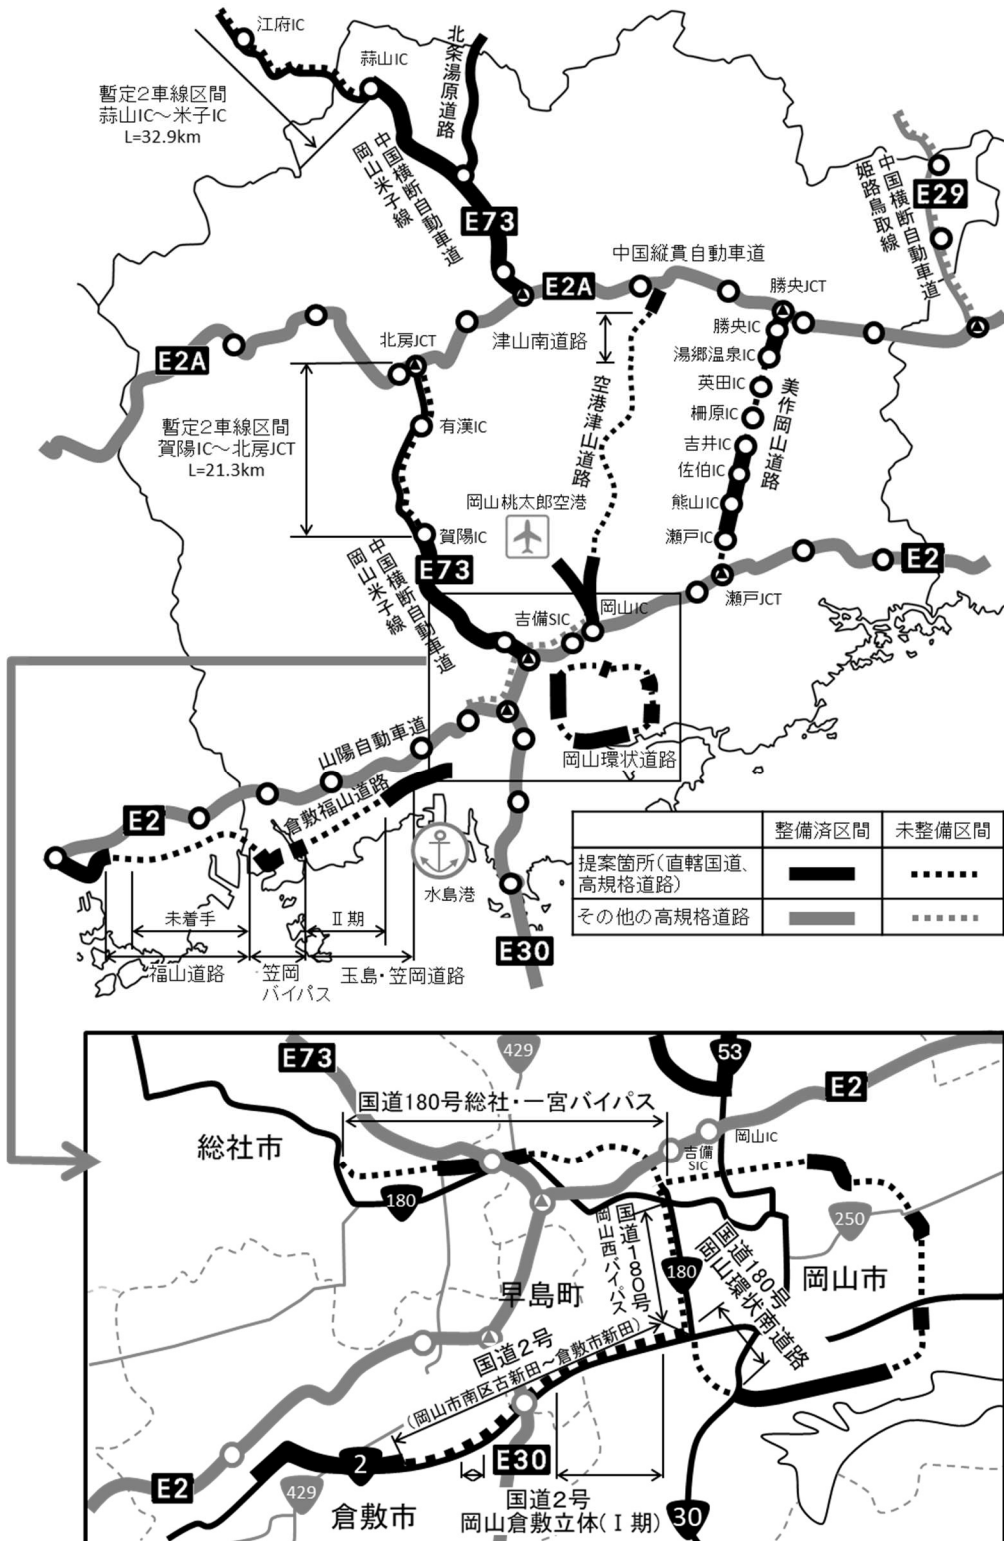 江府IC
蒜山IC
北条湯原道路
暫定2車線区間
蒜山IC～米子IC
L=32.9km
中国横断自動車道
岡山米子線
E73
E29
中国横断自動車道
姫路鳥取線
中国縦貫自動車道
E2A
勝央JCT
勝央IC
津山南道路
北房JCT
E2A
湯郷温泉IC
英田IC
柵原IC
美作岡山道路
空港津山道路
吉井IC
佐伯IC
熊山IC
瀬戸IC
有漢IC
暫定2車線区間
賀陽IC～北房JCT
L=21.3km
岡山桃太郎空港
賀陽IC
E73
中国横断自動車道
岡山米子線
E2
瀬戸JCT
吉備SIC
岡山IC
岡山環状道路
山陽自動車道
倉敷福山道路
E2
水島港
E30
未着手
Ⅱ期
福山道路
笠岡
バイパス
玉島・笠岡道路
整備済区間
未整備区間
提案箇所(直轄国道、
高規格道路)
その他の高規格道路
E73
429
53
E2
国道180号総社・一宮バイパス
総社市
岡山IC
吉備
SIC
180
国道180号
岡山西バイパス
180
250
国道180号
岡山環状南道路
岡山市
早島町
国道2号
(岡山市南区古新田～倉敷市新田)
2
E30
E2
429
倉敷市
国道2号
岡山倉敷立体(Ⅰ期)
30